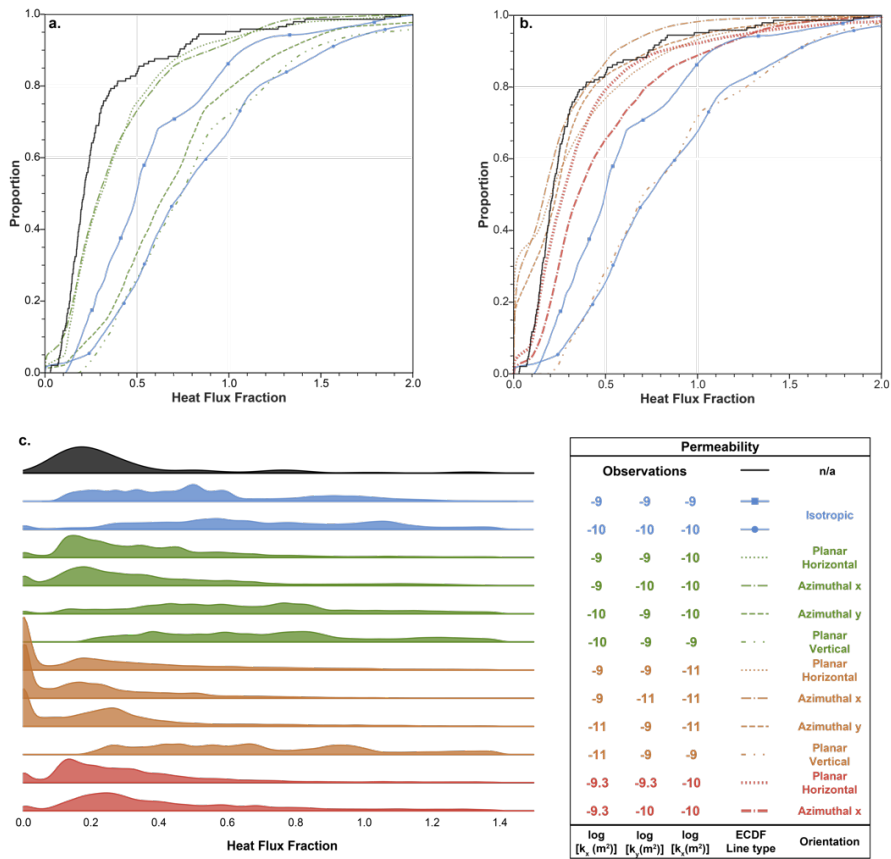 a.
1.0
0.8
0.6
0.4
0.2
0.0
Proportion
0.0 0.5 1.0 1.5 2.0
Heat Flux Fraction
b.
1.0
0.8
0.6
0.4
0.2
0.0
Proportion
0.0 0.5 1.0 1.5 2.0
Heat Flux Fraction
c.
0.0 0.2 0.4 0.6 0.8 1.0 1.2 1.4
Heat Flux Fraction
Permeability
Observations n/a
-9 -9 -9
Isotropic
-10 -10 -10
-9 -9 -10 Planar
Horizontal
-9 -10 -10 Azimuthal x
-10 -9 -10 Azimuthal y
-10 -9 -9 Planar
Vertical
-9 -9 -11 Planar
Horizontal
-9 -11 -11 Azimuthal x
-11 -9 -11 Azimuthal y
-11 -9 -9 Planar
Vertical
-9.3 -9.3 -10 Planar
Horizontal
-9.3 -10 -10 Azimuthal x
log log log ECDF Orientation
[kx (m²)] [ky(m²)] [kx(m²)] Line type